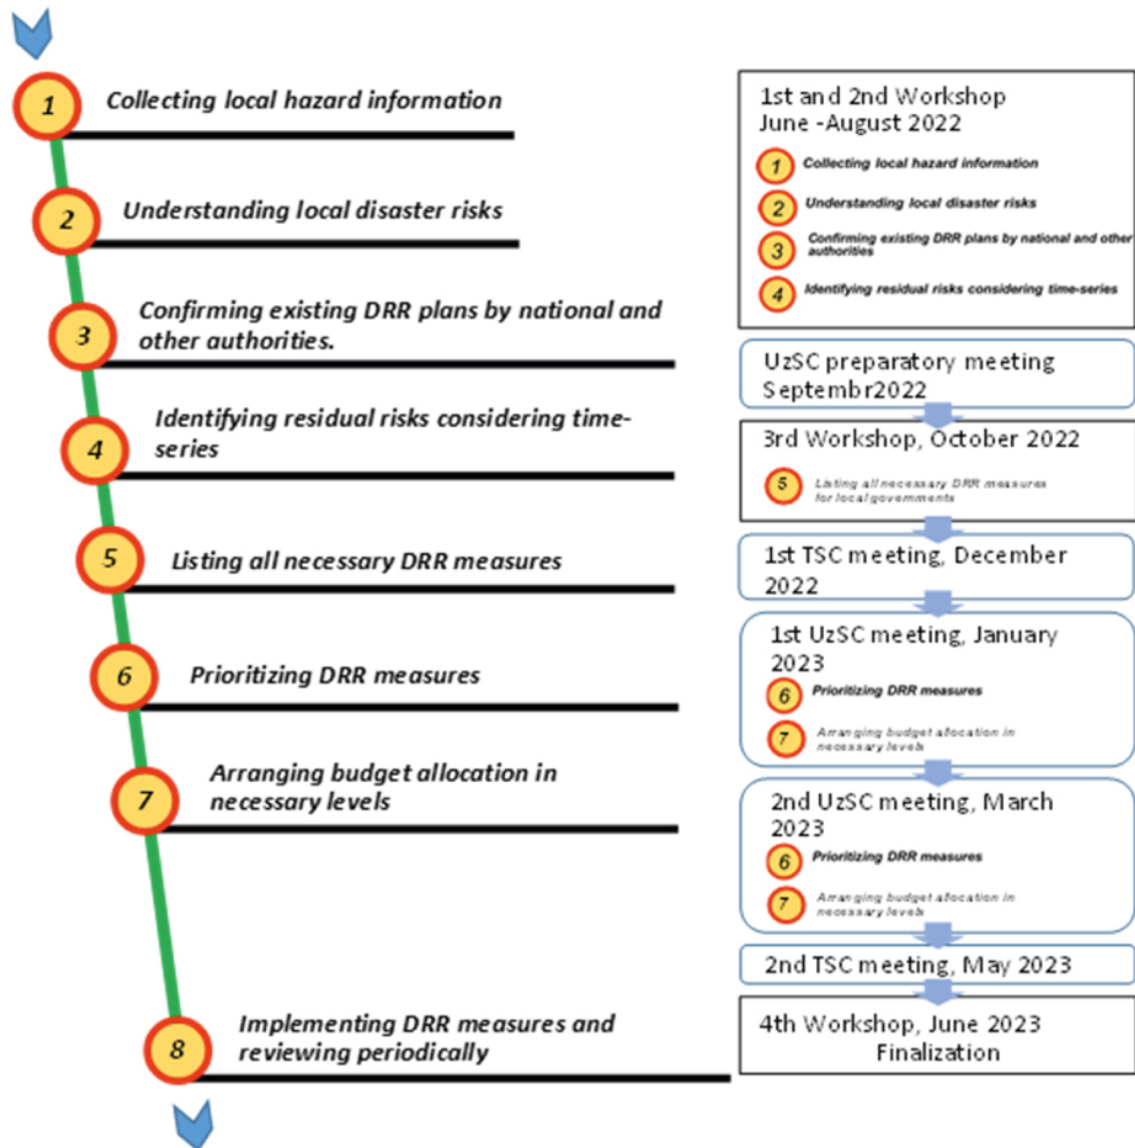 1
Collecting local hazard information
2
Understanding local disaster risks
3
Confirming existing DRR plans by national and
other authorities.
4
Identifying residual risks considering time-
series
5
Listing all necessary DRR measures
6
Prioritizing DRR measures
7
Arranging budget allocation in
necessary levels
8
Implementing DRR measures and
reviewing periodically
1st and 2nd Workshop
June -August 2022
1 Collecting local hazard information
2 Understanding local disaster risks
3 Confirming existing DRR plans by national and other
authorities
4 Identifying residual risks considering time-series
UzSC preparatory meeting
Septembr2022
3rd Workshop, October 2022
5 Listing all necessary DRR measures
for local governments
1st TSC meeting, December
2022
1st UzSC meeting, January
2023
6 Prioritizing DRR measures
7 Arranging budget allocation in
necessary levels
2nd UzSC meeting, March
2023
6 Prioritizing DRR measures
7 Arranging budget allocation in
necessary levels
2nd TSC meeting, May 2023
4th Workshop, June 2023
Finalization